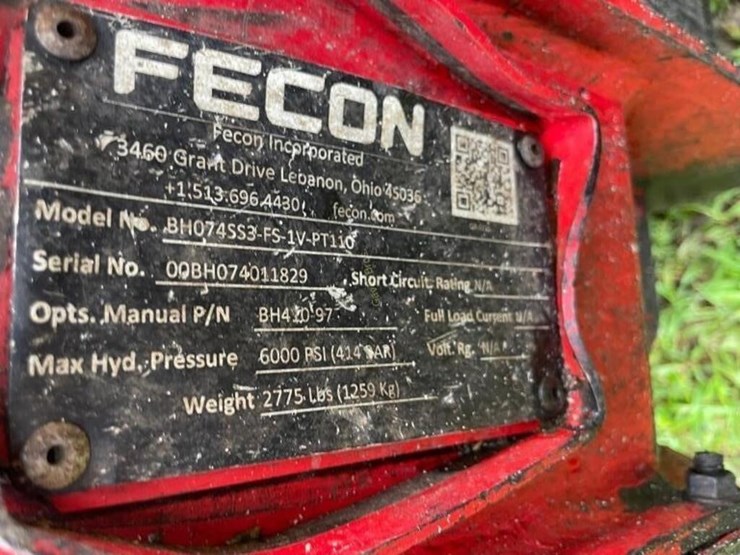 FECON
Fecon Incorporated
3460 Grant Drive Lebanon, Ohio 45036
+1.513.696.4430 fecon.com
Model No. BH074SS3-FS-1V-PT110
Serial No. 00BH074011829 Short Circuit Rating N/A
Opts. Manual P/N BH410-97 Full Load Current N/A
Max Hyd. Pressure 6000 PSI (414 BAR) Volt. Rg. N/A
Weight 2775 Lbs (1259 Kg)